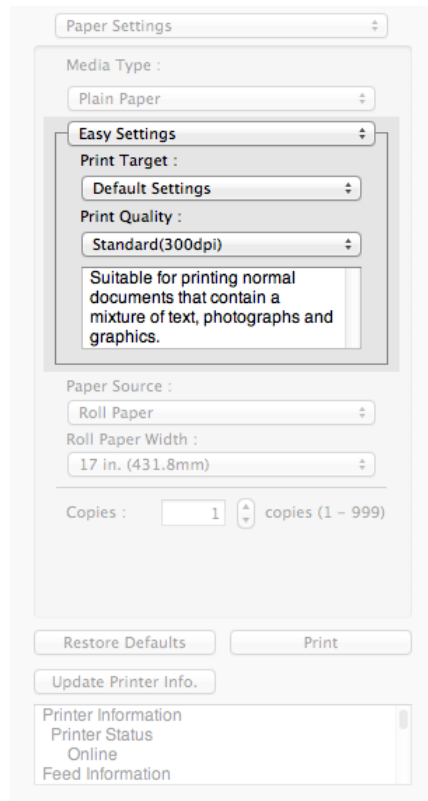 Paper Settings
Media Type :
Plain Paper
Easy Settings
Print Target :
Default Settings
Print Quality :
Standard(300dpi)
Suitable for printing normal
documents that contain a
mixture of text, photographs and
graphics.
Paper Source :
Roll Paper
Roll Paper Width :
17 in. (431.8mm)
Copies : 1 copies (1 – 999)
Restore Defaults Print
Update Printer Info.
Printer Information
Printer Status
Online
Feed Information